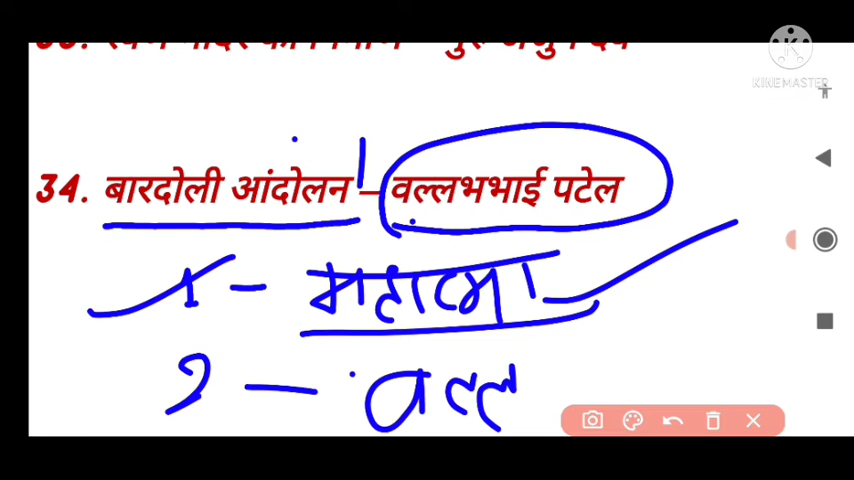 KINEMASTER
34. बारदोली आंदोलन – वल्लभभाई पटेल
1 - महात्मा
2 - वल्ल